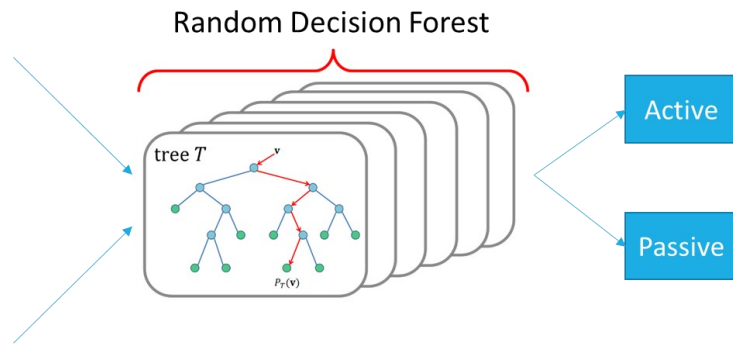 Random Decision Forest
tree T
v
P_T(v)
Active
Passive